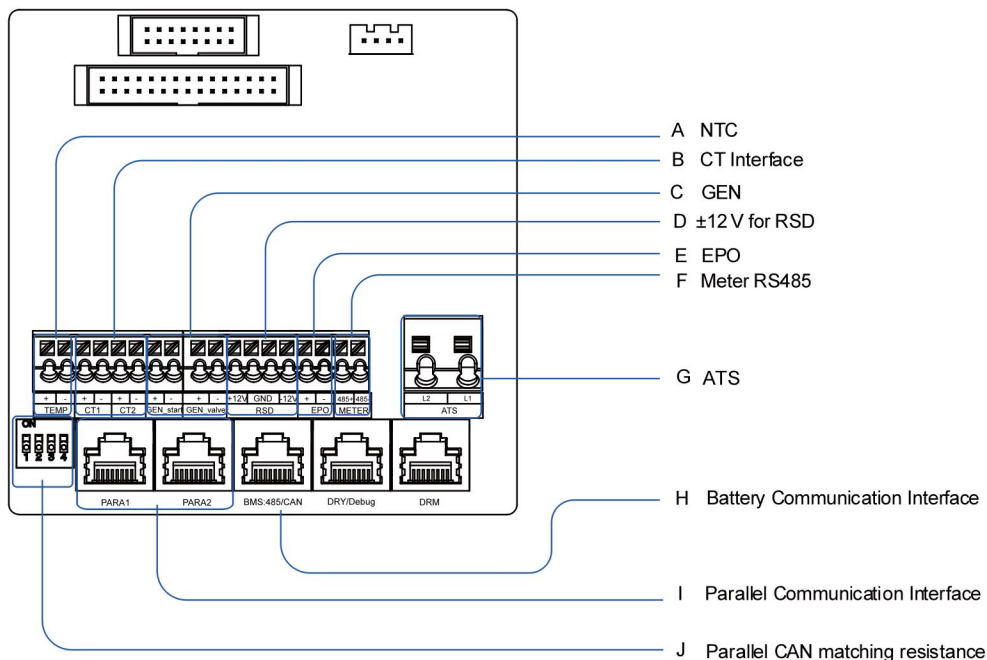 A NTC
B CT Interface
C GEN
D ±12 V for RSD
E EPO
F Meter RS485
G ATS
+ - + - + - + - + - +12V GND -12V + - 485+ 485-
TEMP CT1 CT2 GEN_start GEN_valve RSD EPO METER
L2 L1
ATS
ON
1 2 3 4
PARA1 PARA2 BMS:485/CAN DRY/Debug DRM
H Battery Communication Interface
I Parallel Communication Interface
J Parallel CAN matching resistance